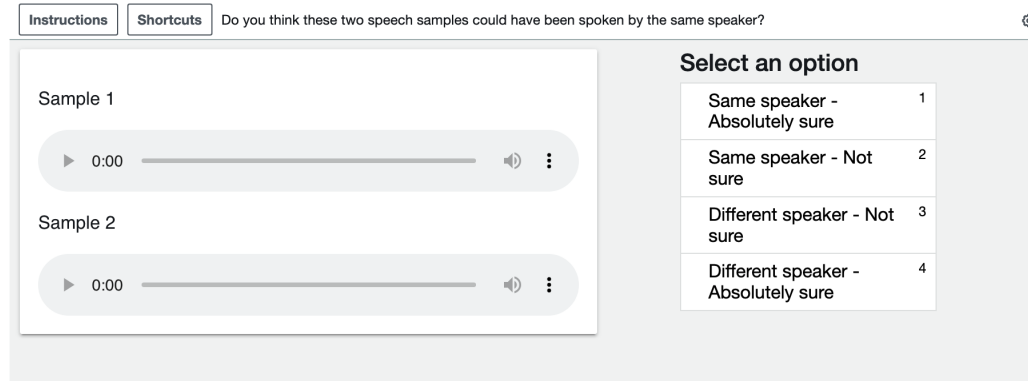 Instructions Shortcuts Do you think these two speech samples could have been spoken by the same speaker?
Sample 1
0:00
Sample 2
0:00
Select an option
Same speaker - 1
Absolutely sure
Same speaker - Not 2
sure
Different speaker - Not 3
sure
Different speaker - 4
Absolutely sure